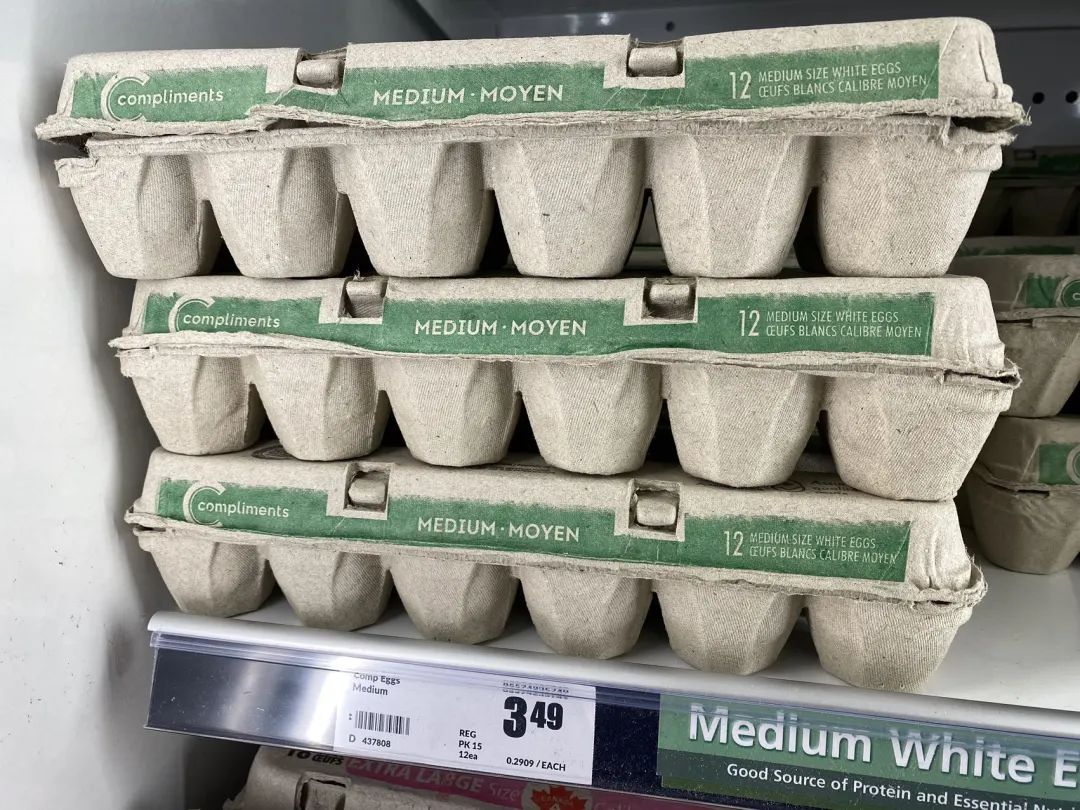 compliments
MEDIUM · MOYEN
12 MEDIUM SIZE WHITE EGGS
ŒUFS BLANCS CALIBRE MOYEN
compliments
MEDIUM · MOYEN
12 MEDIUM SIZE WHITE EGGS
ŒUFS BLANCS CALIBRE MOYEN
compliments
MEDIUM · MOYEN
12 MEDIUM SIZE WHITE EGGS
ŒUFS BLANCS CALIBRE MOYEN
Comp Eggs
Medium
D 437808
REG
PK 15
12ea
3 49
0.2909 / EACH
Medium White E
Good Source of Protein and Essential
ŒUFS
EXTRA LARGE Size
CANADA